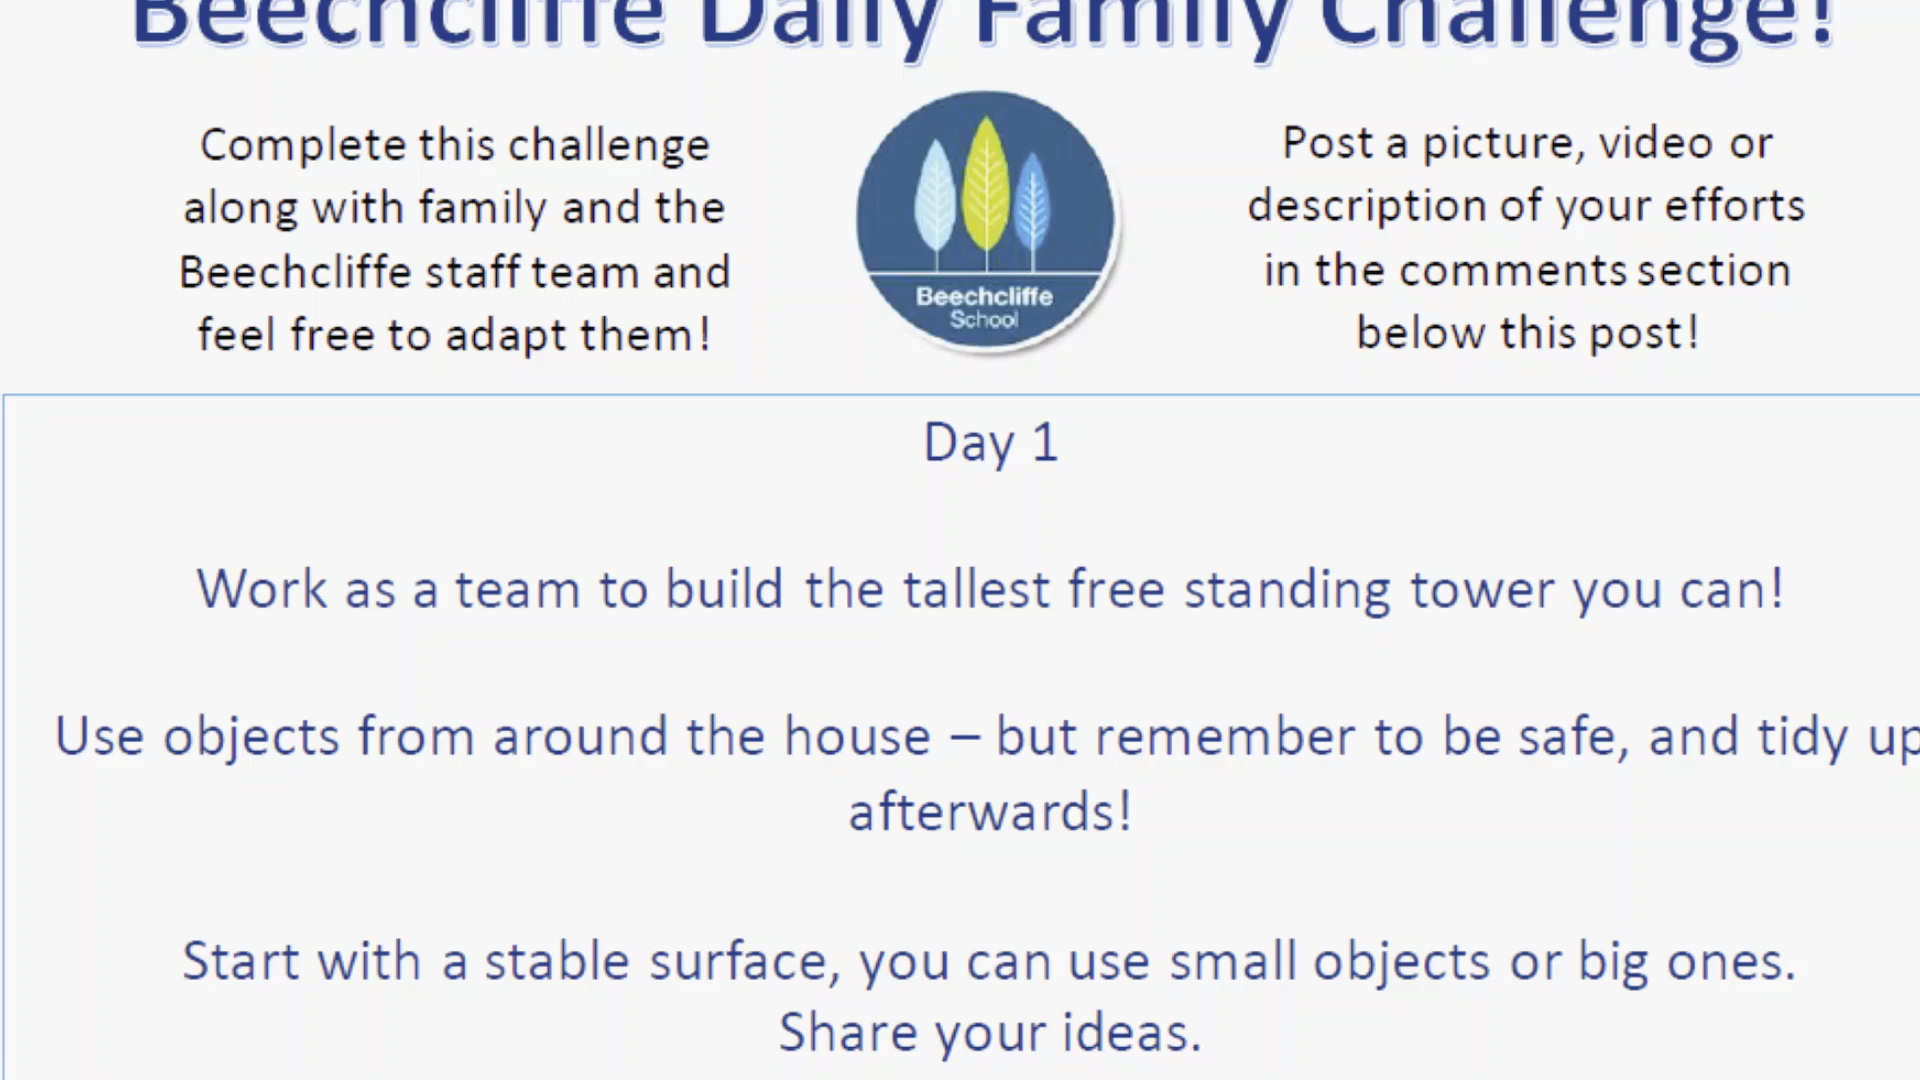 Beechcliffe Daily Family Challenge!
Complete this challenge
along with family and the
Beechcliffe staff team and
feel free to adapt them!
Beechcliffe
School
Post a picture, video or
description of your efforts
in the comments section
below this post!
Day 1
Work as a team to build the tallest free standing tower you can!
Use objects from around the house – but remember to be safe, and tidy up
afterwards!
Start with a stable surface, you can use small objects or big ones.
Share your ideas.